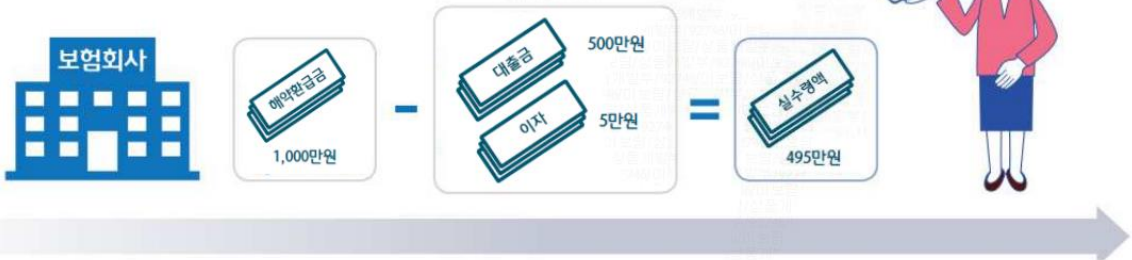 보험회사
해약환급금
1,000만원
-
대출금
500만원
이자
5만원
=
실수령액
495만원